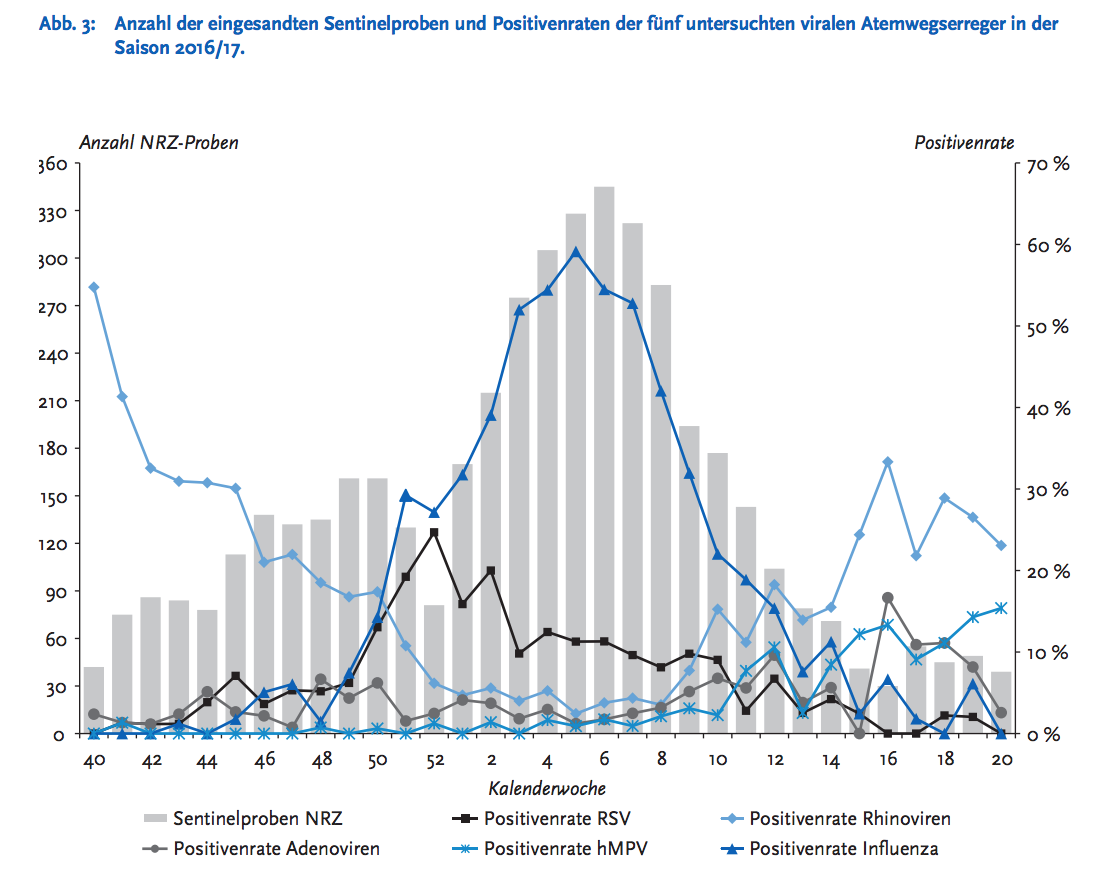 Abb. 3: Anzahl der eingesandten Sentinelproben und Positivenraten der fünf untersuchten viralen Atemwegserreger in der
Saison 2016/17.
Anzahl NRZ-Proben
Positivenrate
360
330
300
270
240
210
180
150
120
90
60
30
0
70 %
60 %
50 %
40 %
30 %
20 %
10 %
0 %
40 42 44 46 48 50 52 2 4 6 8 10 12 14 16 18 20
Kalenderwoche
Sentinelproben NRZ
Positivenrate RSV
Positivenrate Rhinoviren
Positivenrate Adenoviren
Positivenrate hMPV
Positivenrate Influenza